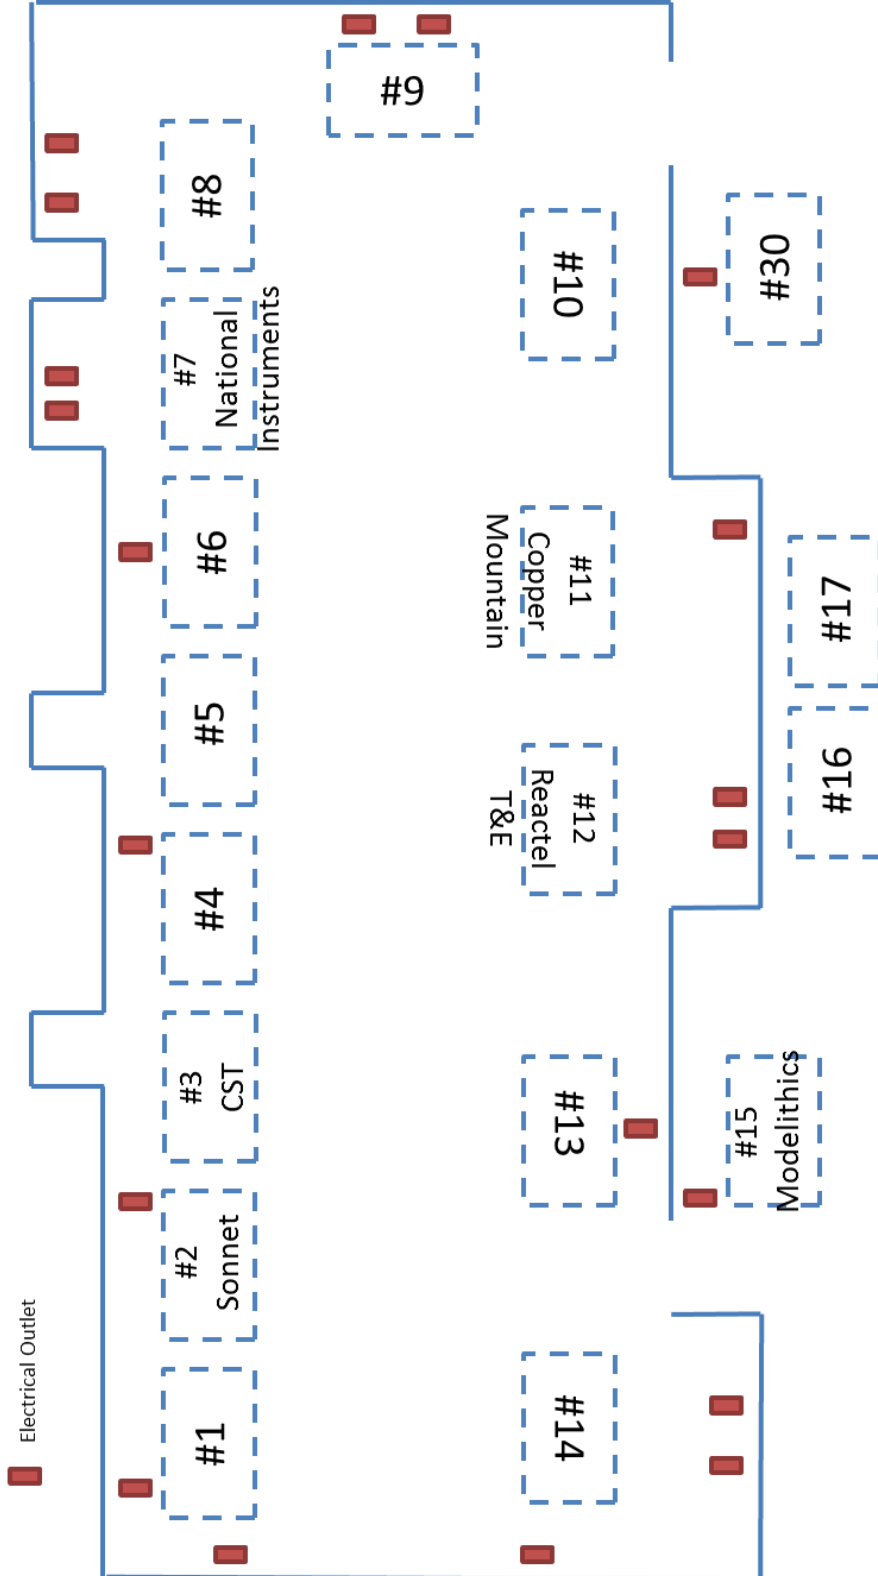 #9
#8
#10
#30
#7
National
Instruments
#6
#11
Copper
Mountain
#17
#5
#12
Reactel
T&E
#16
#4
#3
CST
#13
#15
Modelithics
#2
Sonnet
#1
#14
Electrical Outlet